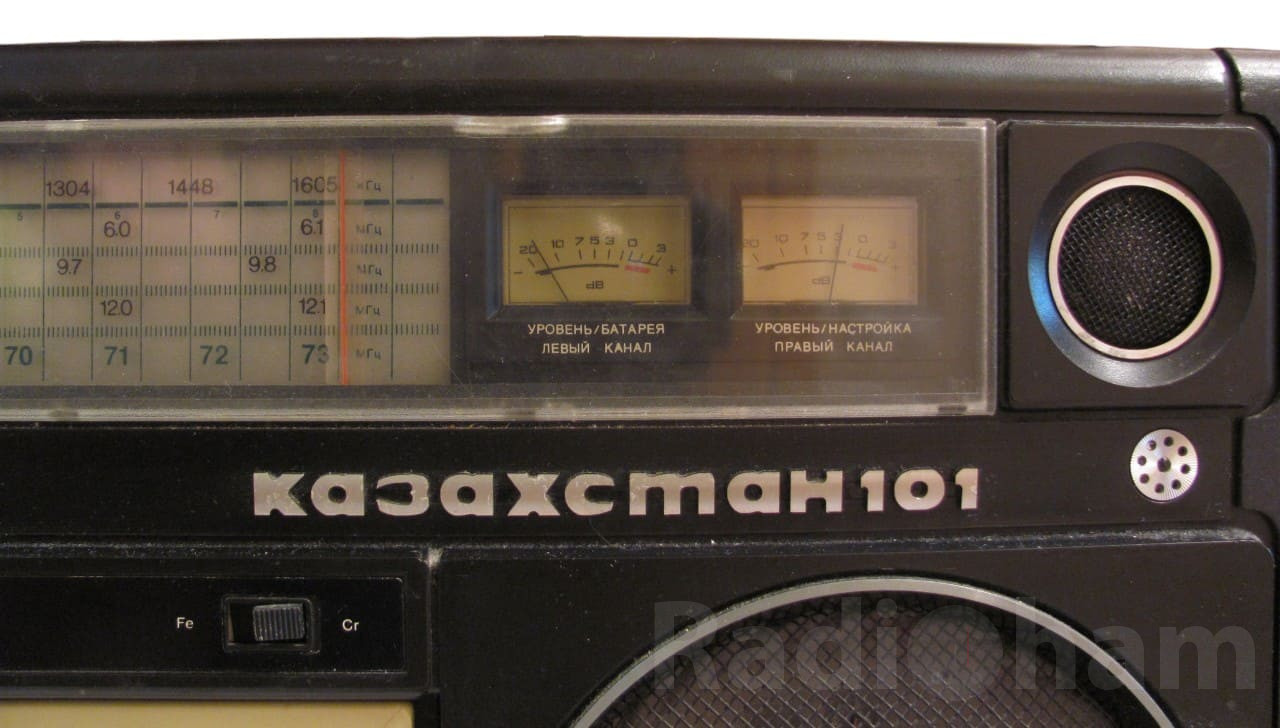 1304 1448 1605 кГц
5 6 7 8
6.0 6.1 МГц
9.7 9.8 МГц
12.0 12.1 МГц
70 71 72 73 МГц
20 10 7 5 3 0 3
- +
dB
УРОВЕНЬ/БАТАРЕЯ
ЛЕВЫЙ КАНАЛ
20 10 7 5 3 0 3
- +
dB
УРОВЕНЬ/НАСТРОЙКА
ПРАВЫЙ КАНАЛ
казахстан101
Fe Cr
Radioham